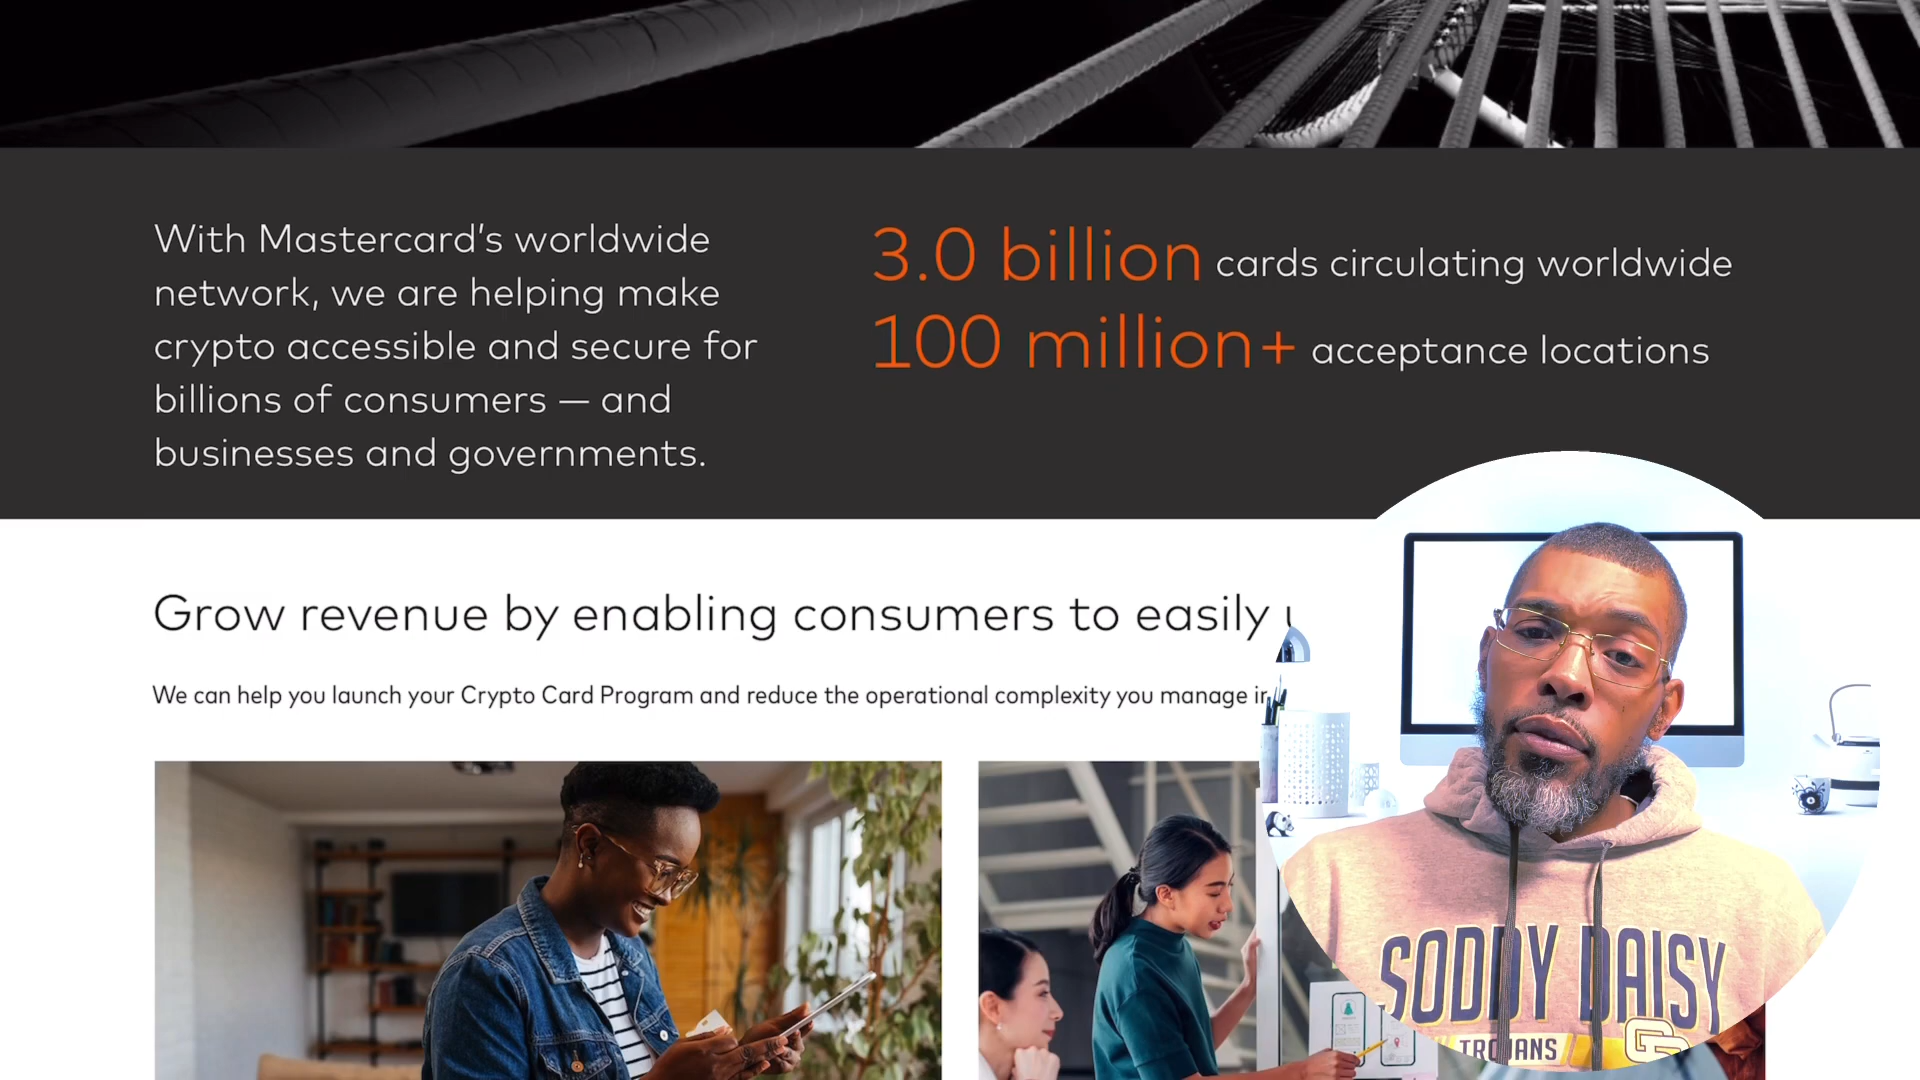 With Mastercard's worldwide
network, we are helping make
crypto accessible and secure for
billions of consumers — and
businesses and governments.
3.0 billion cards circulating worldwide
100 million+ acceptance locations
Grow revenue by enabling consumers to easily
We can help you launch your Crypto Card Program and reduce the operational complexity you manage
SODDY DAISY
TROJANS